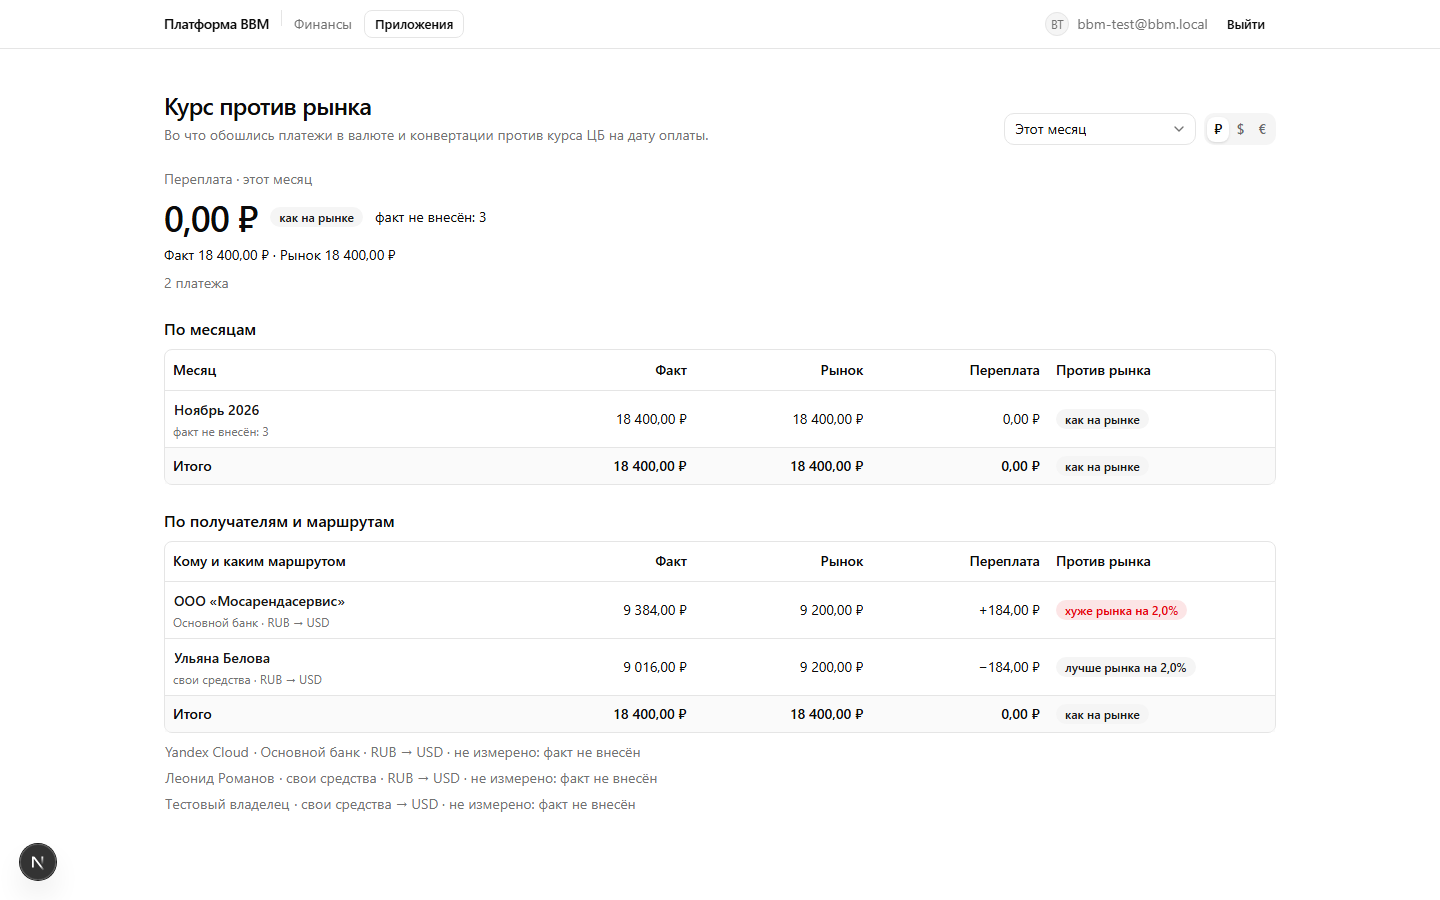 Платформа BBM Финансы Приложения BT bbm-test@bbm.local Выйти
Курс против рынка
Во что обошлись платежи в валюте и конвертации против курса ЦБ на дату оплаты.
Этот месяц ₽ $ €
Переплата · этот месяц
0,00 ₽ как на рынке факт не внесён: 3
Факт 18 400,00 ₽ · Рынок 18 400,00 ₽
2 платежа
По месяцам
Месяц Факт Рынок Переплата Против рынка
Ноябрь 2026 18 400,00 ₽ 18 400,00 ₽ 0,00 ₽ как на рынке
факт не внесён: 3
Итого 18 400,00 ₽ 18 400,00 ₽ 0,00 ₽ как на рынке
По получателям и маршрутам
Кому и каким маршрутом Факт Рынок Переплата Против рынка
ООО «Мосарендасервис» 9 384,00 ₽ 9 200,00 ₽ +184,00 ₽ хуже рынка на 2,0%
Основной банк · RUB → USD
Ульяна Белова 9 016,00 ₽ 9 200,00 ₽ −184,00 ₽ лучше рынка на 2,0%
свои средства · RUB → USD
Итого 18 400,00 ₽ 18 400,00 ₽ 0,00 ₽ как на рынке
Yandex Cloud · Основной банк · RUB → USD · не измерено: факт не внесён
Леонид Романов · свои средства · RUB → USD · не измерено: факт не внесён
Тестовый владелец · свои средства → USD · не измерено: факт не внесён
N